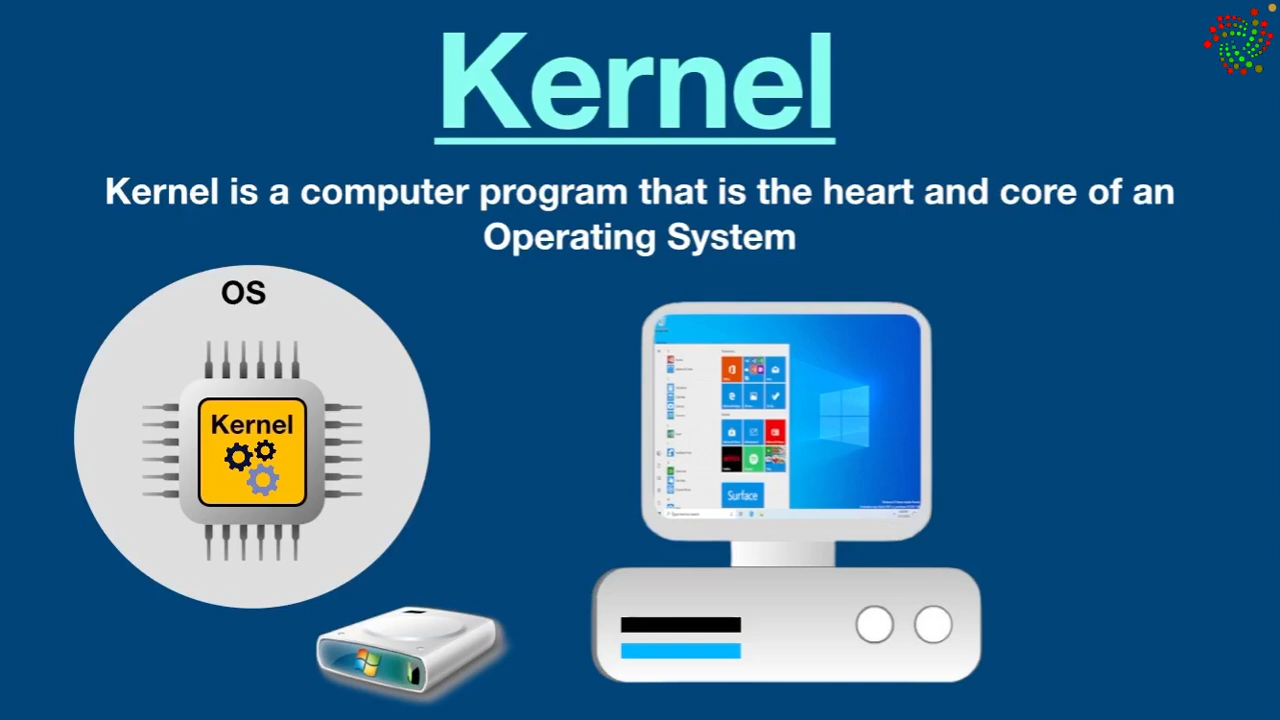 Kernel
Kernel is a computer program that is the heart and core of an
Operating System
OS
Kernel
Surface